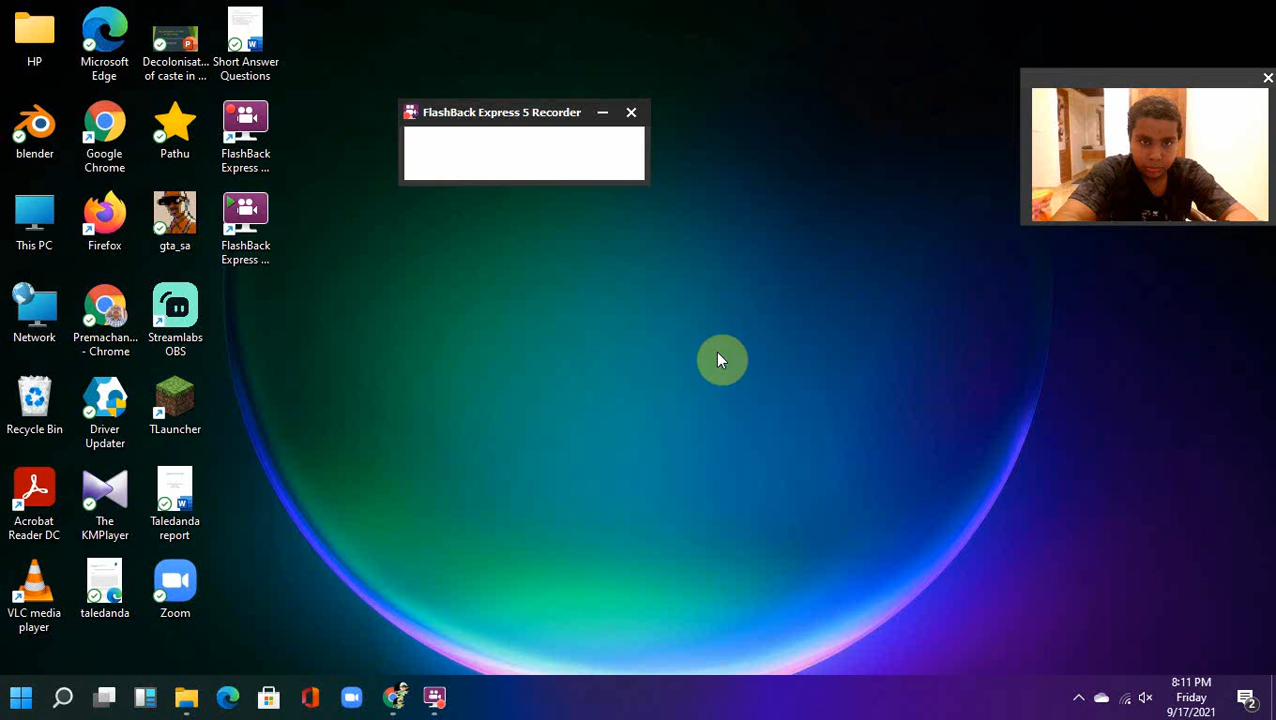 HP
Microsoft
Edge
Decolonisat...
of caste in ...
Short Answer
Questions
blender
Google
Chrome
Pathu
FlashBack
Express ...
This PC
Firefox
gta_sa
FlashBack
Express ...
Network
Premachan...
- Chrome
Streamlabs
OBS
Recycle Bin
Driver
Updater
TLauncher
Acrobat
Reader DC
The
KMPlayer
Taledanda
report
VLC media
player
taledanda
Zoom
FlashBack Express 5 Recorder
8:11 PM
Friday
9/17/2021
2